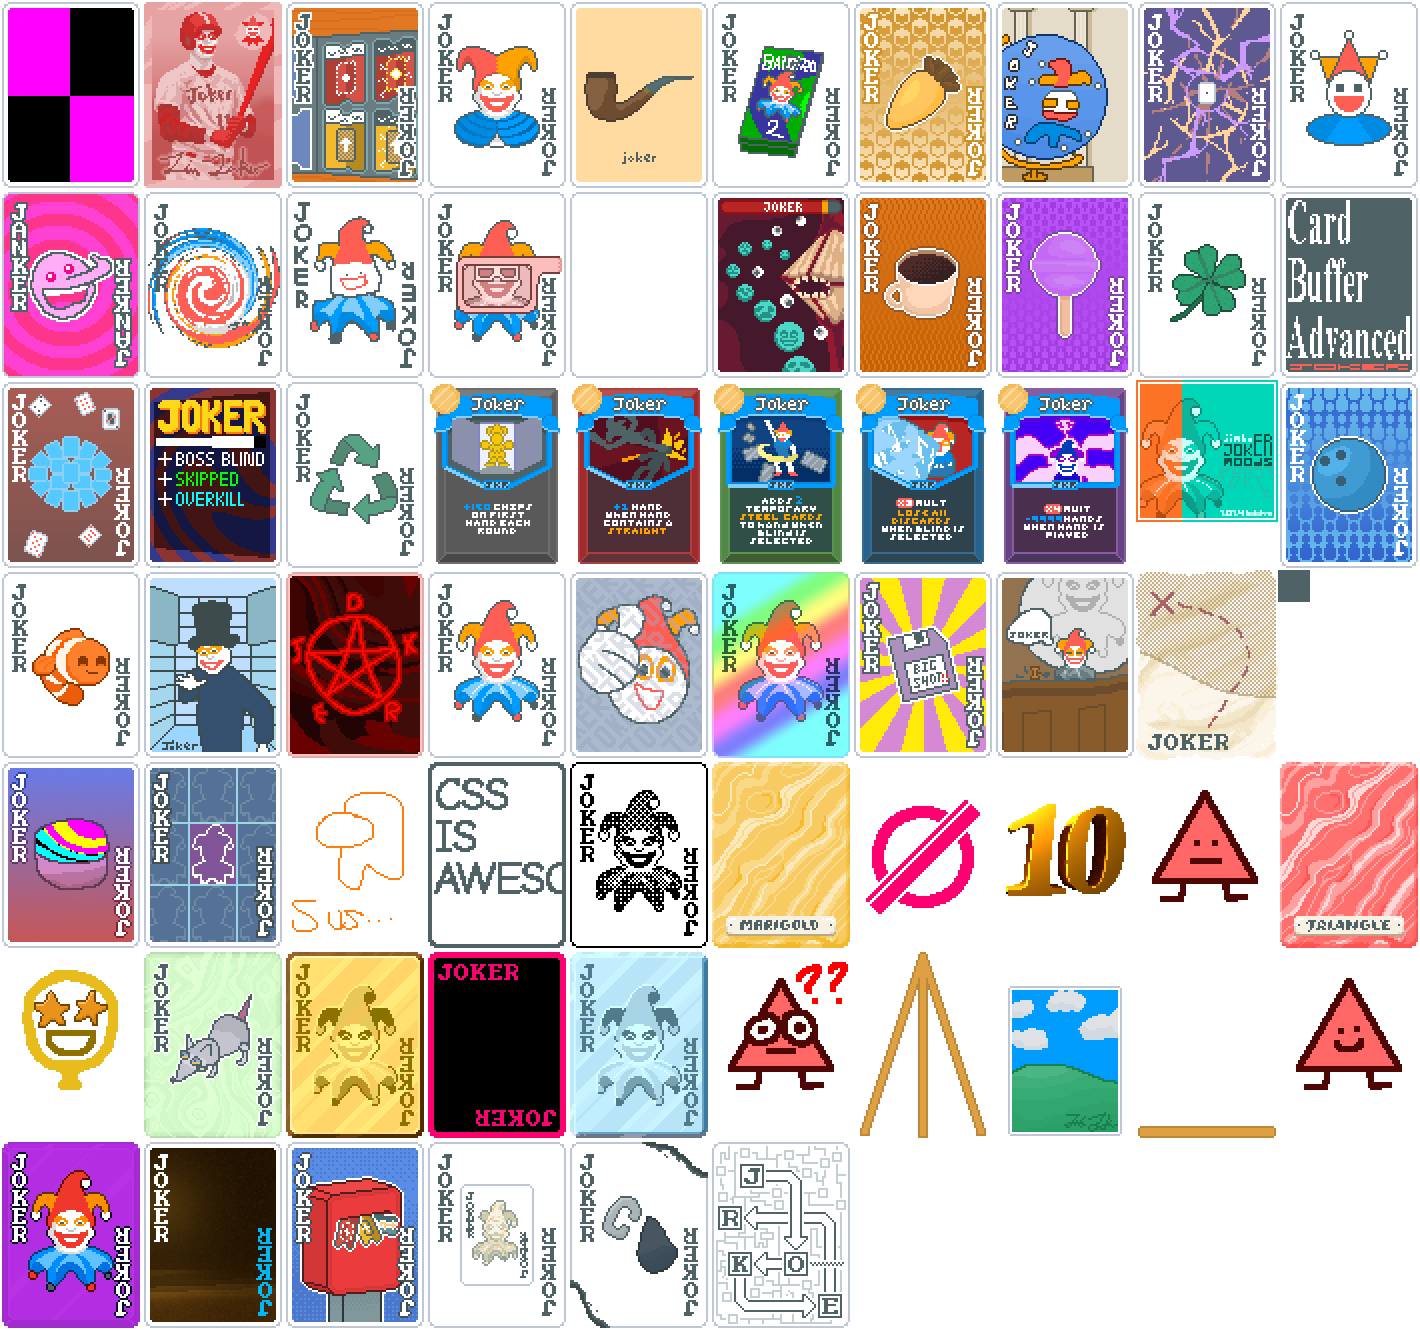 Joker
JOKER
JOKER
JOKER
JOKER
joker
JOKER
BALATRO
2
JOKER
JOKER
JOKER
JOKER
JOKER
JOKER
JOKER
JOKER
JANKER
JANKER
JOKER
JOKER
JOKER
JOKER
JOKER
JOKER
JOKER
JOKER
JOKER
JOKER
JOKER
JOKER
JOKER
Card
Buffer
Advanced
JOKER
JOKER
JOKER
JOKER
+BOSS BLIND
+SKIPPED
+OVERKILL
JOKER
JOKER
Joker
CHIPS
ON FIRST
HAND EACH
ROUND
Joker
+1 HAND
WHEN HAND
CONTAINS A
STRAIGHT
Joker
ADDS 2
TEMPORARY
STEEL CARDS
TO HAND WHEN
BLIND IS
SELECTED
Joker
X3 MULT
LOSE ALL
DISCARDS
WHEN BLIND IS
SELECTED
Joker
X4 MULT
-9999 HANDS
WHEN HAND IS
PLAYED
jimbo
JOKER
MOODS
JOKER
JOKER
JOKER
JOKER
Joker
J
O
K
E
R
JOKER
JOKER
JOKER
JOKER
JOKER
BIG
SHOT!!
JOKER
JOKER
X
JOKER
JOKER
JOKER
JOKER
JOKER
Sus...
CSS
IS
AWESO
JOKER
JOKER
MARIGOLD
10
TRIANGLE
JOKER
JOKER
JOKER
JOKER
JOKER
JOKER
JOKER
JOKER
??
JOKER
JOKER
JOKER
JOKER
JOKER
JOKER
JOKER
JOKER
JOKER
JOKER
J
R
K
O
E